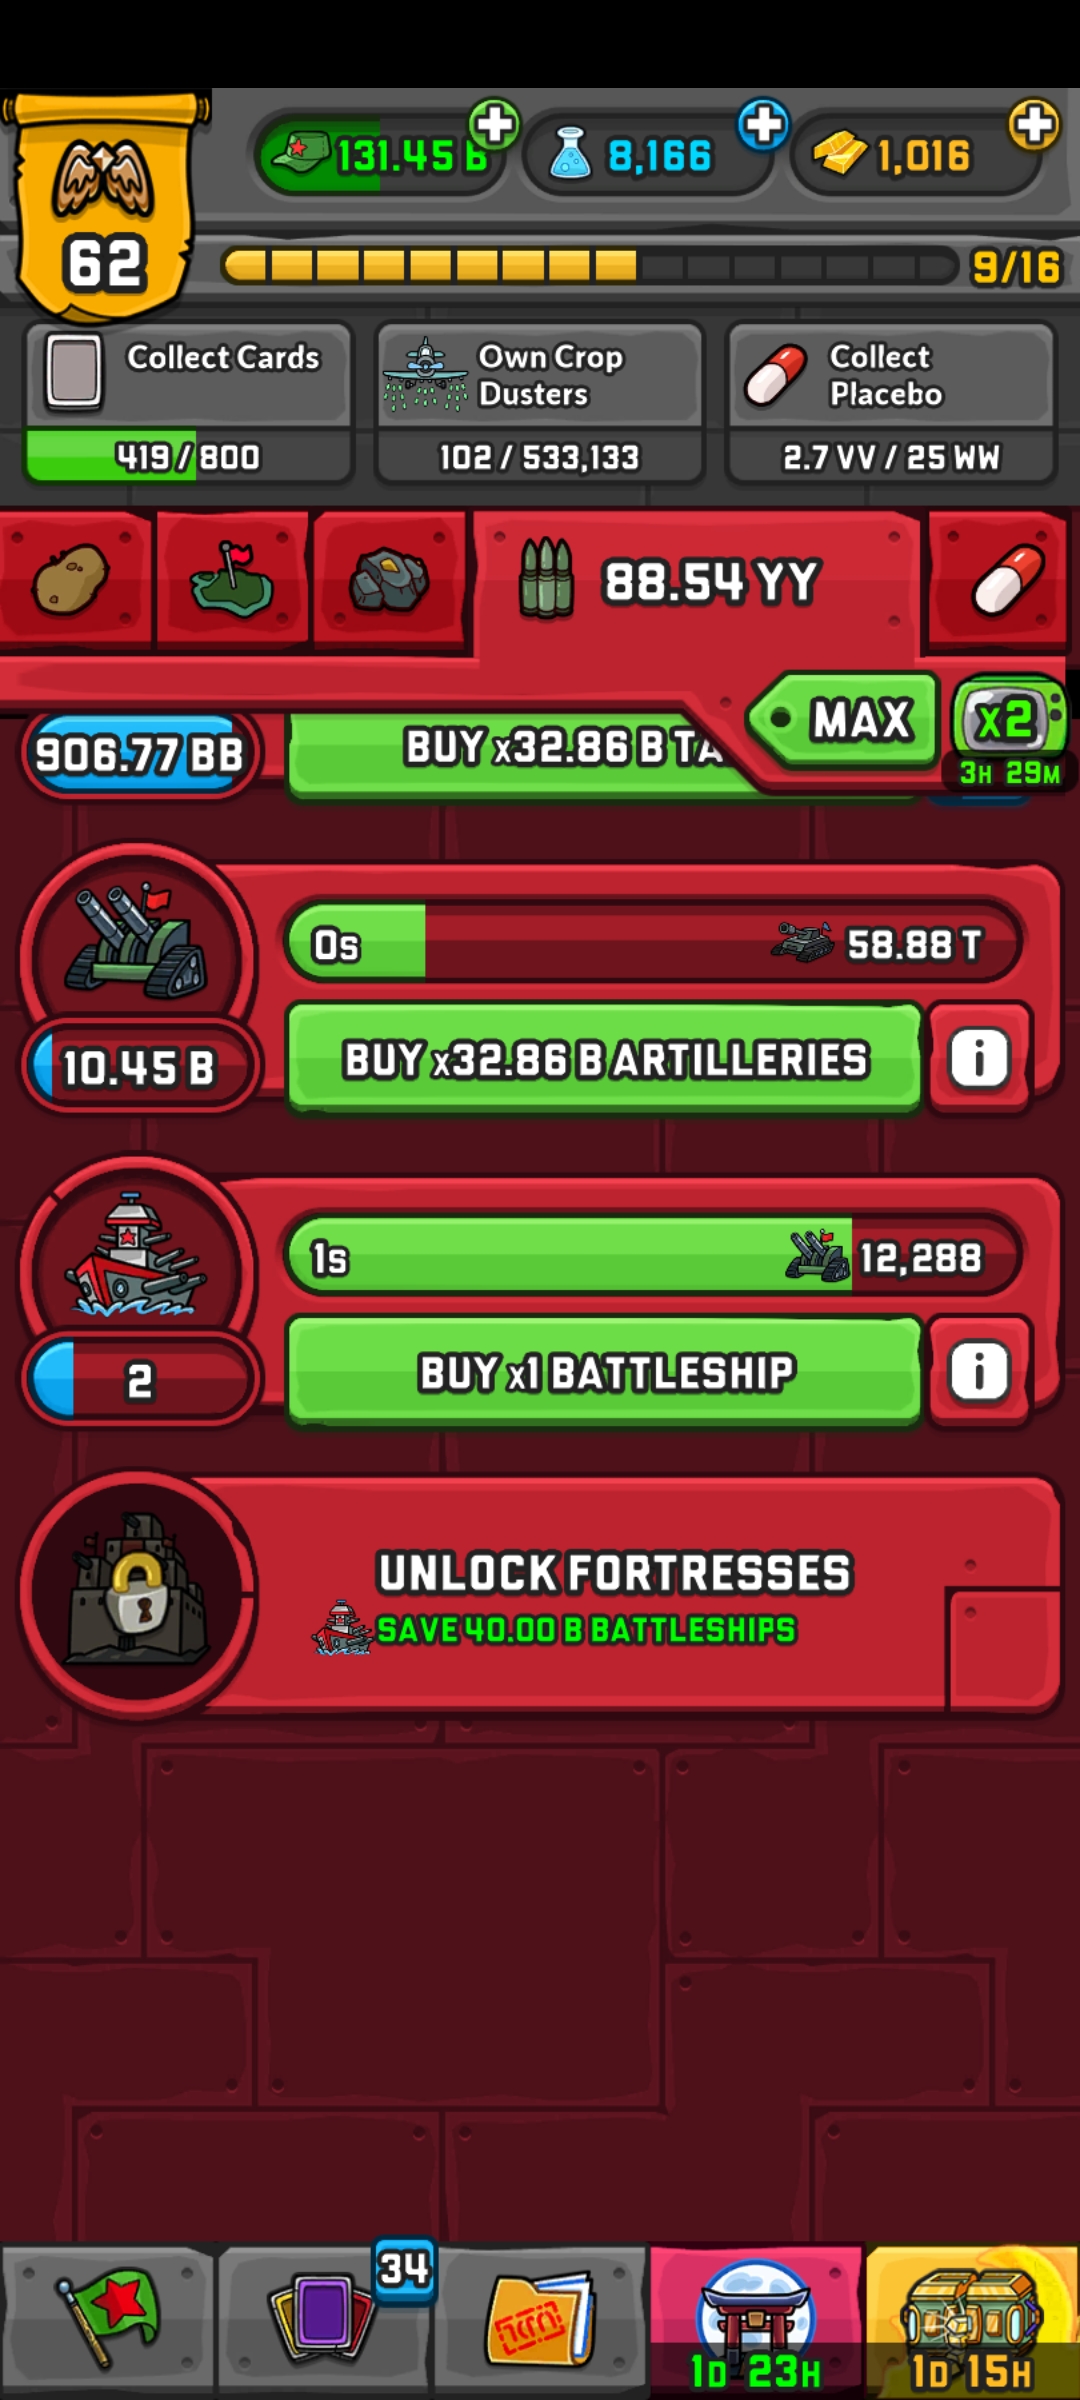 131.45 B
8,166
1,016
62
9/16
Collect Cards
419 / 800
Own Crop
Dusters
102 / 533,133
Collect
Placebo
2.7 VV / 25 WW
88.54 YY
MAX
x2
3H 29M
906.77 BB
BUY x32.86 B TA
0s
58.88 T
10.45 B
BUY x32.86 B ARTILLERIES
i
1s
12,288
2
BUY x1 BATTLESHIP
i
UNLOCK FORTRESSES
SAVE 40.00 B BATTLESHIPS
34
1D 23H
1D 15H